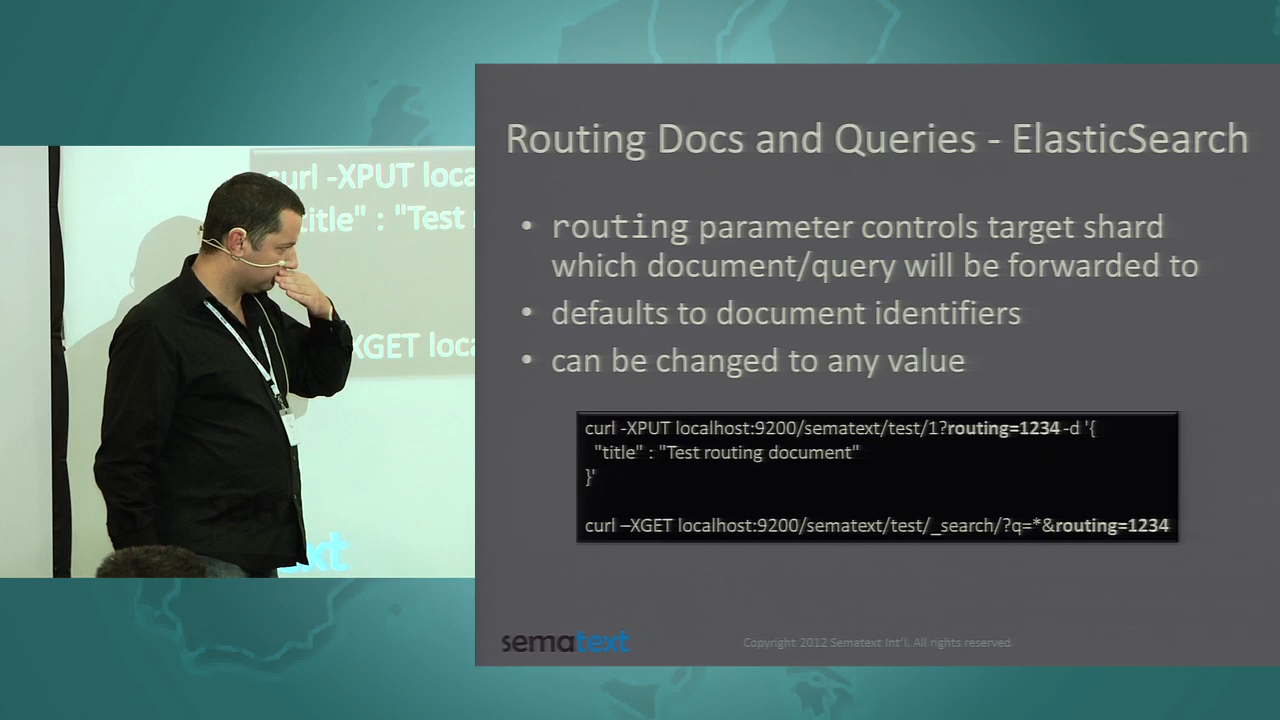 curl -XPUT loca
title" : "Test
XGET loca
xt
Routing Docs and Queries - ElasticSearch
• routing parameter controls target shard
which document/query will be forwarded to
• defaults to document identifiers
• can be changed to any value
curl -XPUT localhost:9200/sematext/test/1?routing=1234 -d '{
"title" : "Test routing document"
}'
curl –XGET localhost:9200/sematext/test/_search/?q=*&routing=1234
sematext
Copyright 2012 Sematext Int'l. All rights reserved